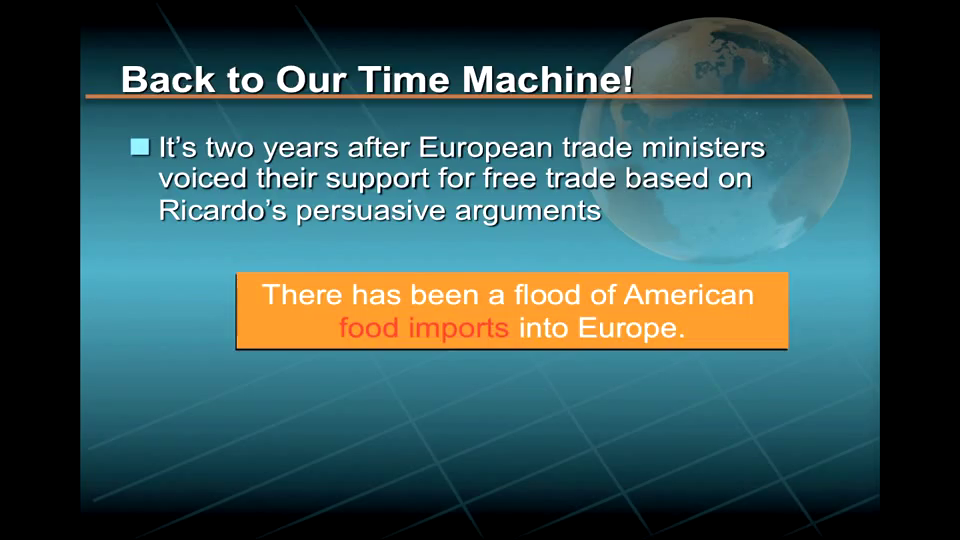 Back to Our Time Machine!
It's two years after European trade ministers
voiced their support for free trade based on
Ricardo's persuasive arguments
There has been a flood of American
food imports into Europe.